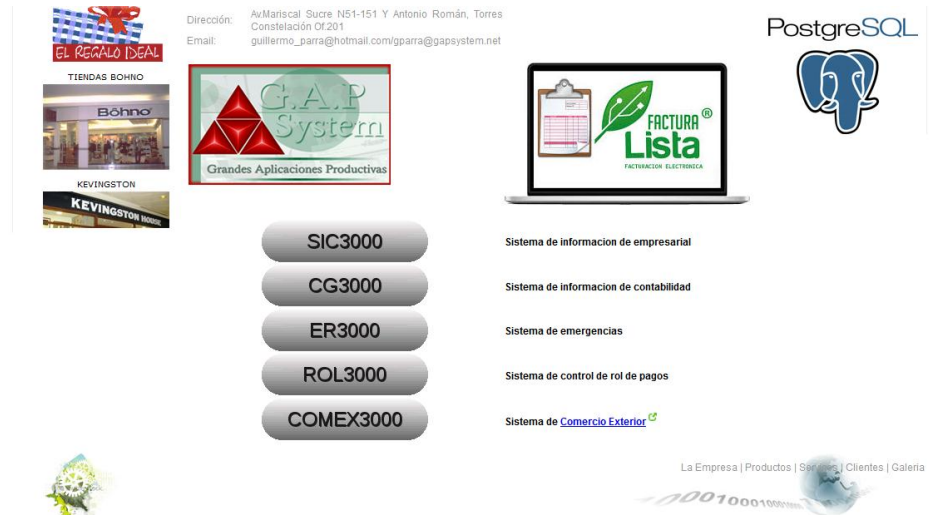 EL REGALO IDEAL
TIENDAS BOHNO
Böhno
KEVINGSTON
KEVINGSTON HOUSE
Dirección: Av.Mariscal Sucre N51-151 Y Antonio Román, Torres
Constelación Of.201
Email: guillermo_parra@hotmail.com/gparra@gapsystem.net
G.A.P
System
Grandes Aplicaciones Productivas
FACTURA ®
Lista
FACTURACION ELECTRONICA
PostgreSQL
SIC3000 Sistema de informacion de empresarial
CG3000 Sistema de informacion de contabilidad
ER3000 Sistema de emergencias
ROL3000 Sistema de control de rol de pagos
COMEX3000 Sistema de Comercio Exterior
La Empresa | Productos | Servicios | Clientes | Galeria